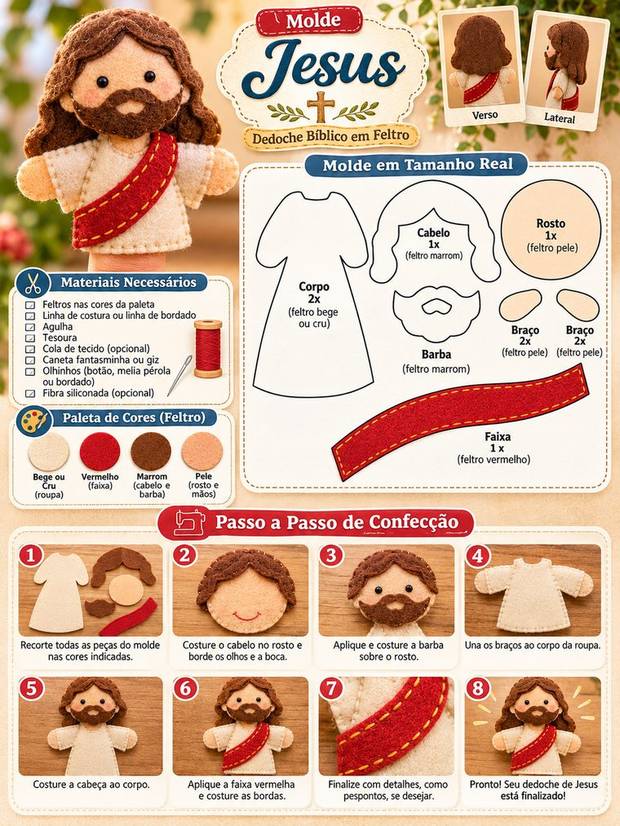 Molde
Jesus
Dedoche Bíblico em Feltro
Verso
Lateral
Molde em Tamanho Real
Corpo
2x
(feltro bege
ou cru)
Cabelo
1x
(feltro marrom)
Rosto
1x
(feltro pele)
Barba
(feltro marrom)
Braço
2x
(feltro pele)
Braço
2x
(feltro pele)
Faixa
1 x
(feltro vermelho)
Materiais Necessários
Feltros nas cores da paleta
Linha de costura ou linha de bordado
Agulha
Tesoura
Cola de tecido (opcional)
Caneta fantasminha ou giz
Olhinhos (botão, melia pérola
ou bordado)
Fibra siliconada (opcional)
Paleta de Cores (Feltro)
Bege ou
Cru
(roupa)
Vermelho
(faixa)
Marrom
(cabelo e
barba)
Pele
(rosto e
mãos)
Passo a Passo de Confecção
1
Recorte todas as peças do molde
nas cores indicadas.
2
Costure o cabelo no rosto e
borde os olhos e a boca.
3
Aplique e costure a barba
sobre o rosto.
4
Una os braços ao corpo da roupa.
5
Costure a cabeça ao corpo.
6
Aplique a faixa vermelha
e costure as bordas.
7
Finalize com detalhes, como
pespontos, se desejar.
8
Pronto! Seu dedoche de Jesus
está finalizado!